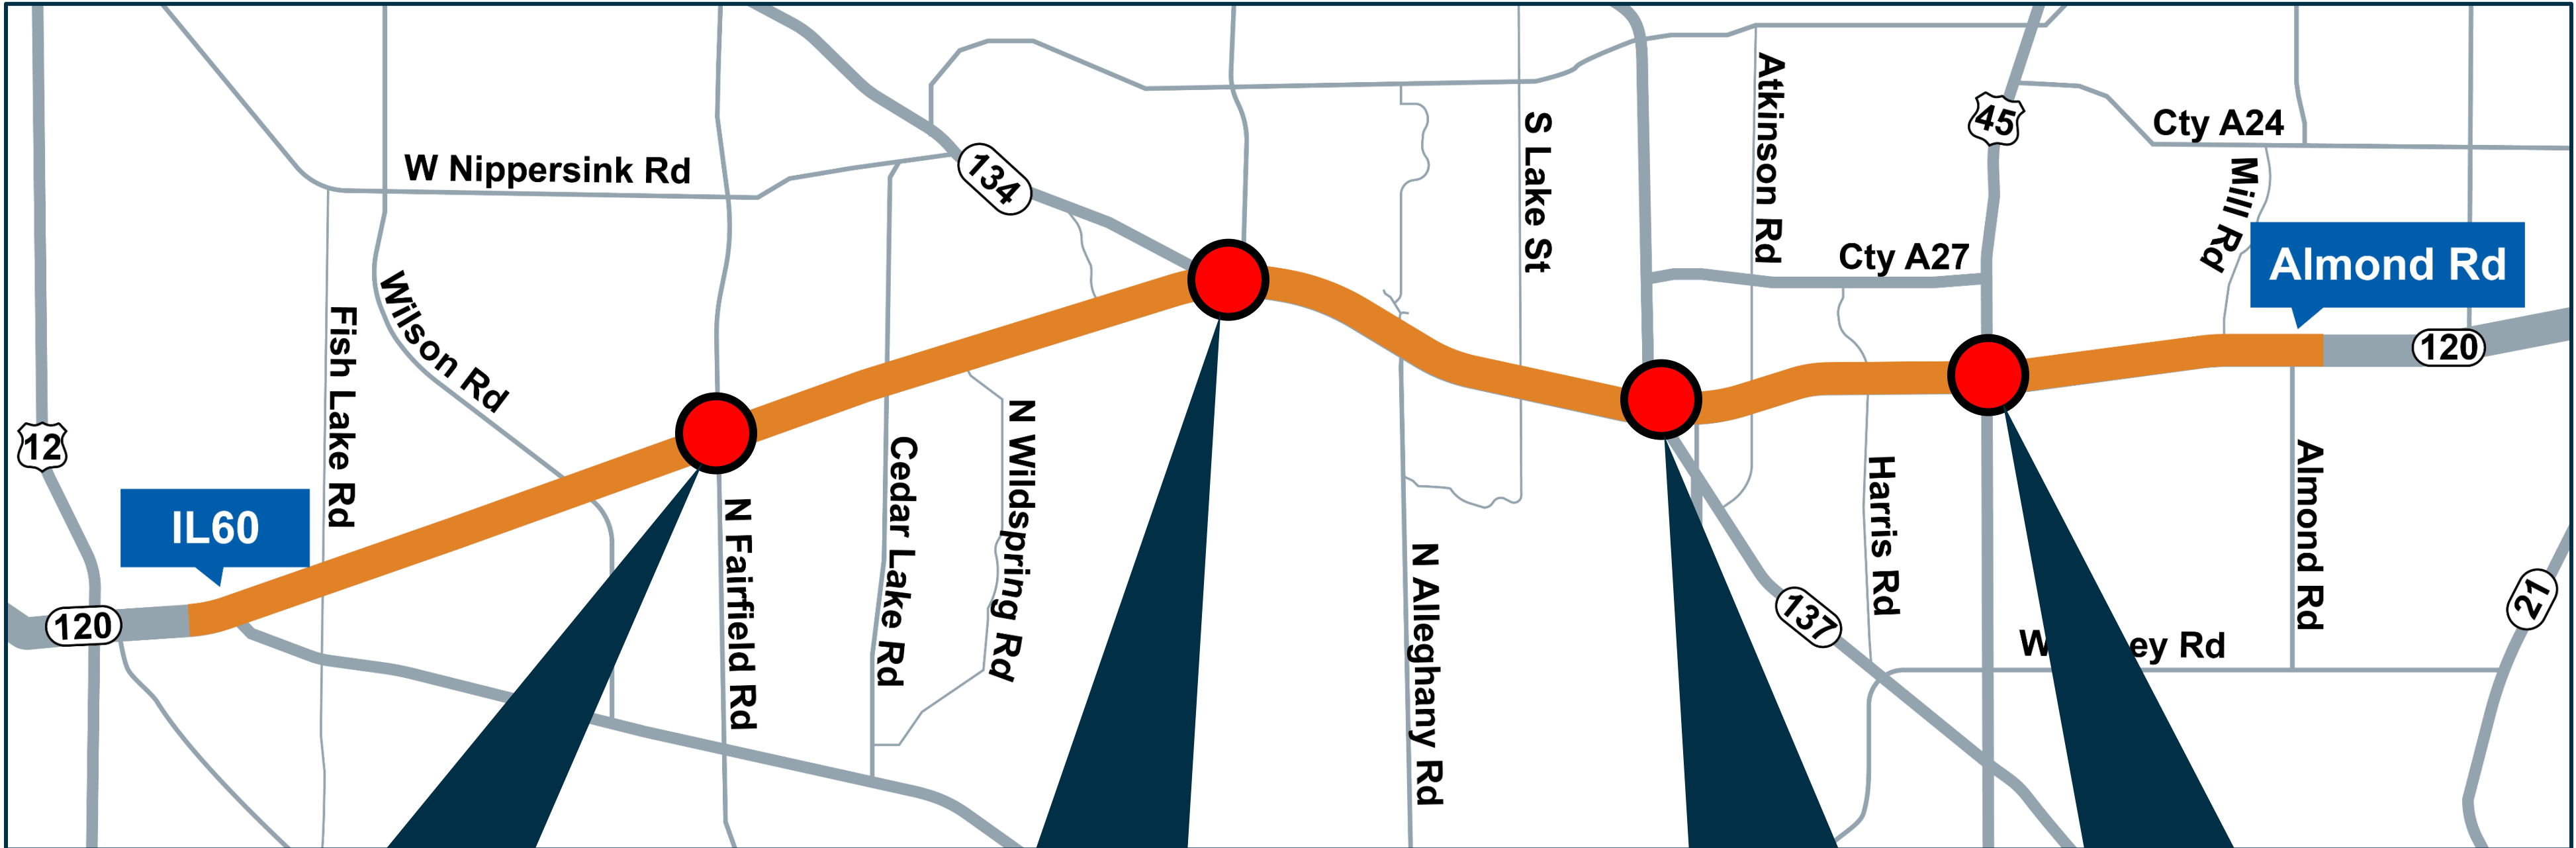 Cty A24
45
Atkinson Rd
S Lake St
W Nippersink Rd
134
Mill Rd
Cty A27
Almond Rd
Wilson Rd
Fish Lake Rd
120
12
IL60
Cedar Lake Rd
N Wildspring Rd
N Fairfield Rd
Harris Rd
Almond Rd
N Alleghany Rd
120
137
21